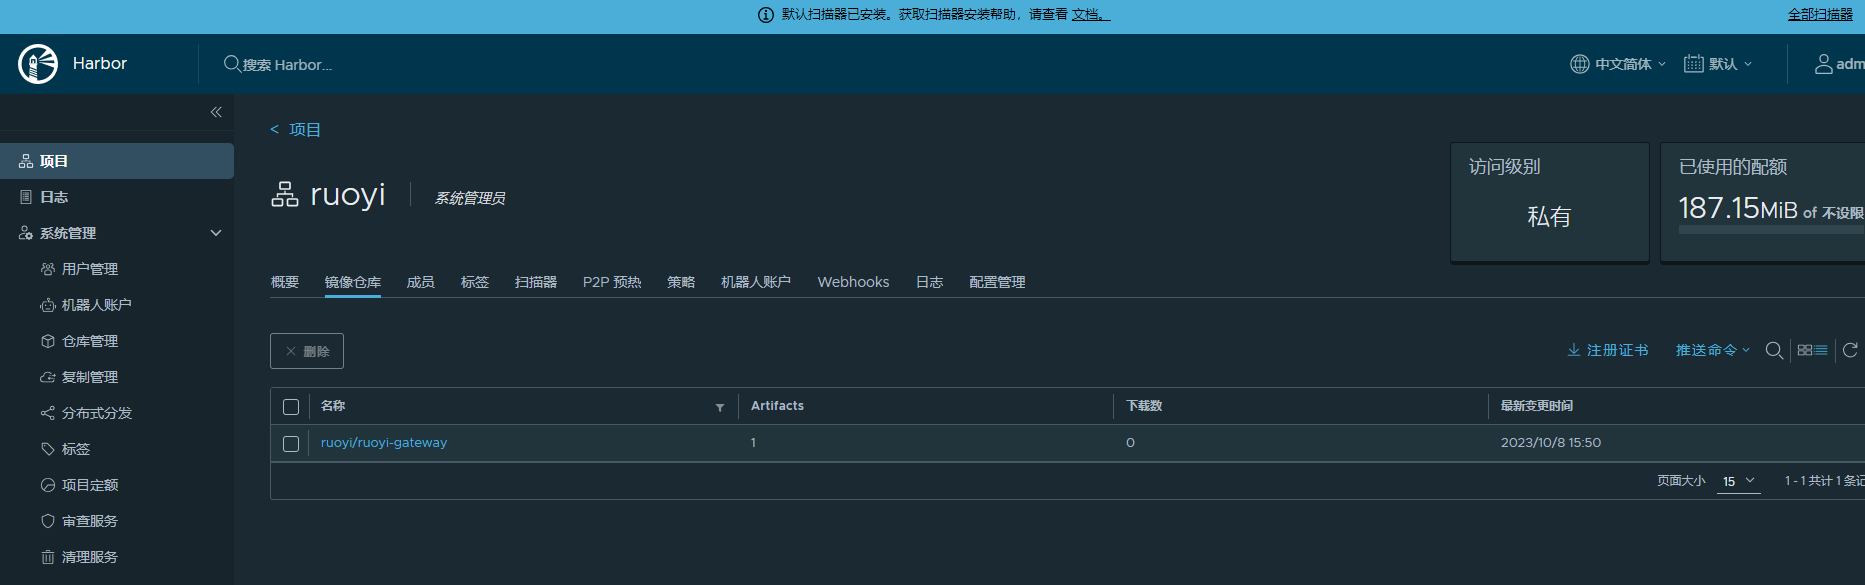 默认扫描器已安装。获取扫描器安装帮助，请查看 文档。 全部扫描器
Harbor 搜索 Harbor... 中文简体 默认 adm
< 项目
项目
日志
系统管理
用户管理
机器人账户
仓库管理
复制管理
分布式分发
标签
项目定额
审查服务
清理服务
ruoyi 系统管理员
访问级别
私有
已使用的配额
187.15MiB of 不设限
概要 镜像仓库 成员 标签 扫描器 P2P 预热 策略 机器人账户 Webhooks 日志 配置管理
删除 注册证书 推送命令
名称 Artifacts 下载数 最新变更时间
ruoyi/ruoyi-gateway 1 0 2023/10/8 15:50
页面大小 15 1 - 1 共计 1 条记